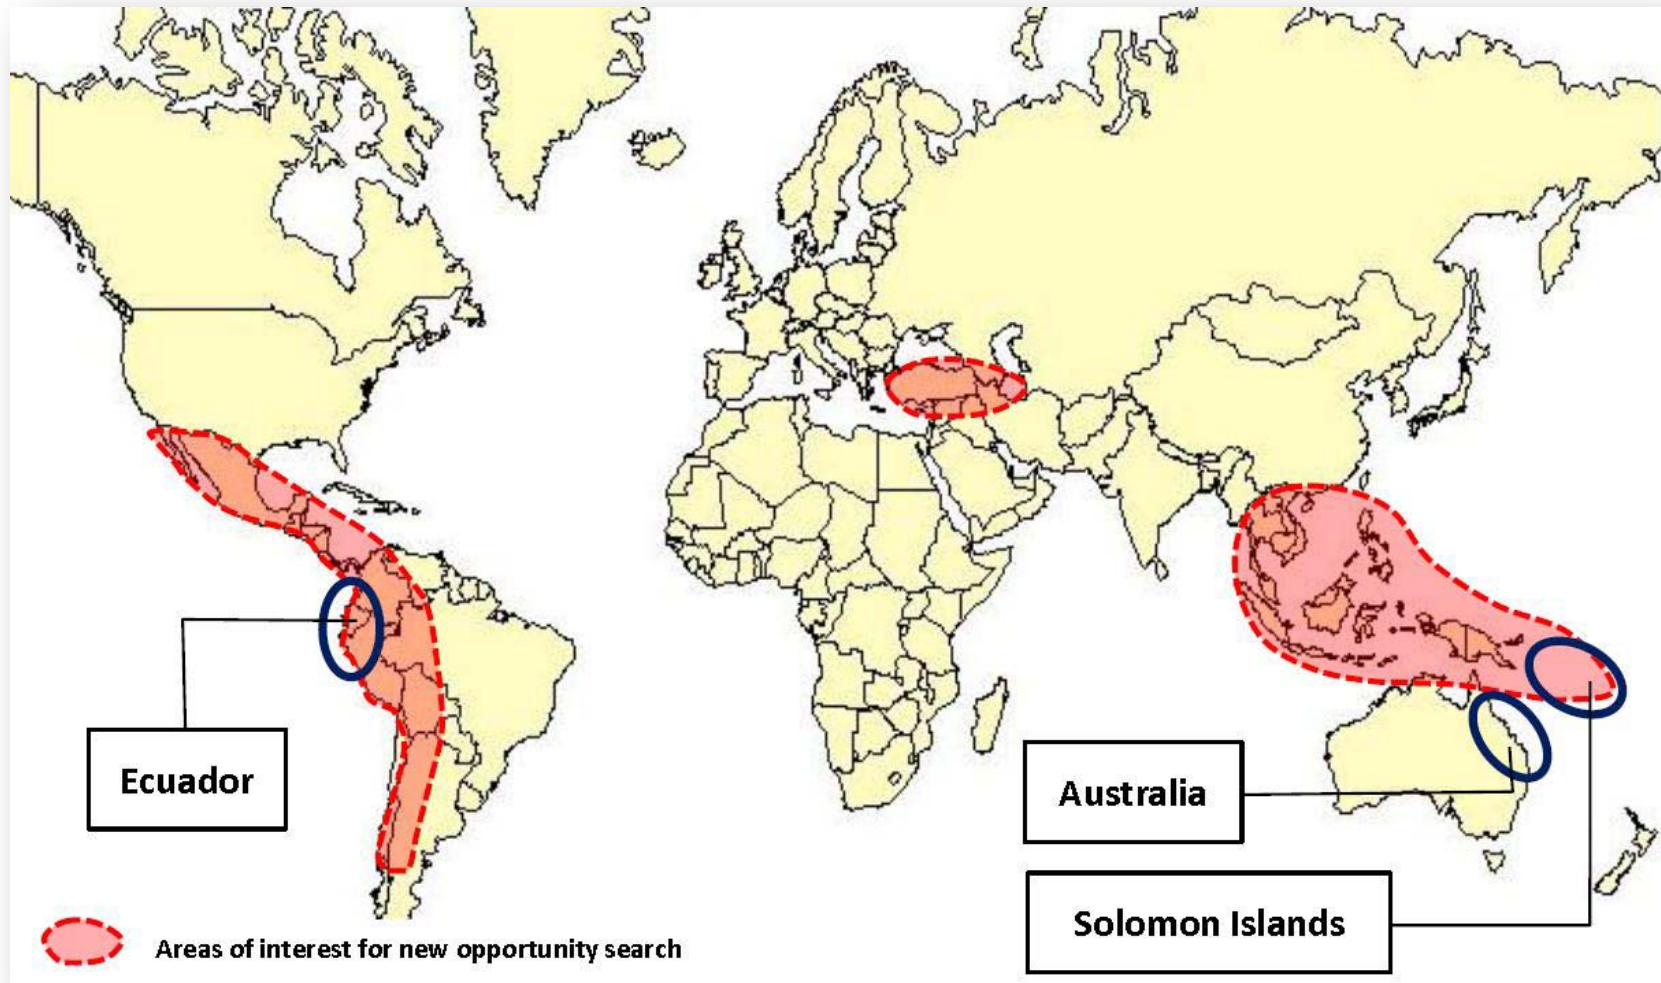 Ecuador
Australia
Solomon Islands
Areas of interest for new opportunity search